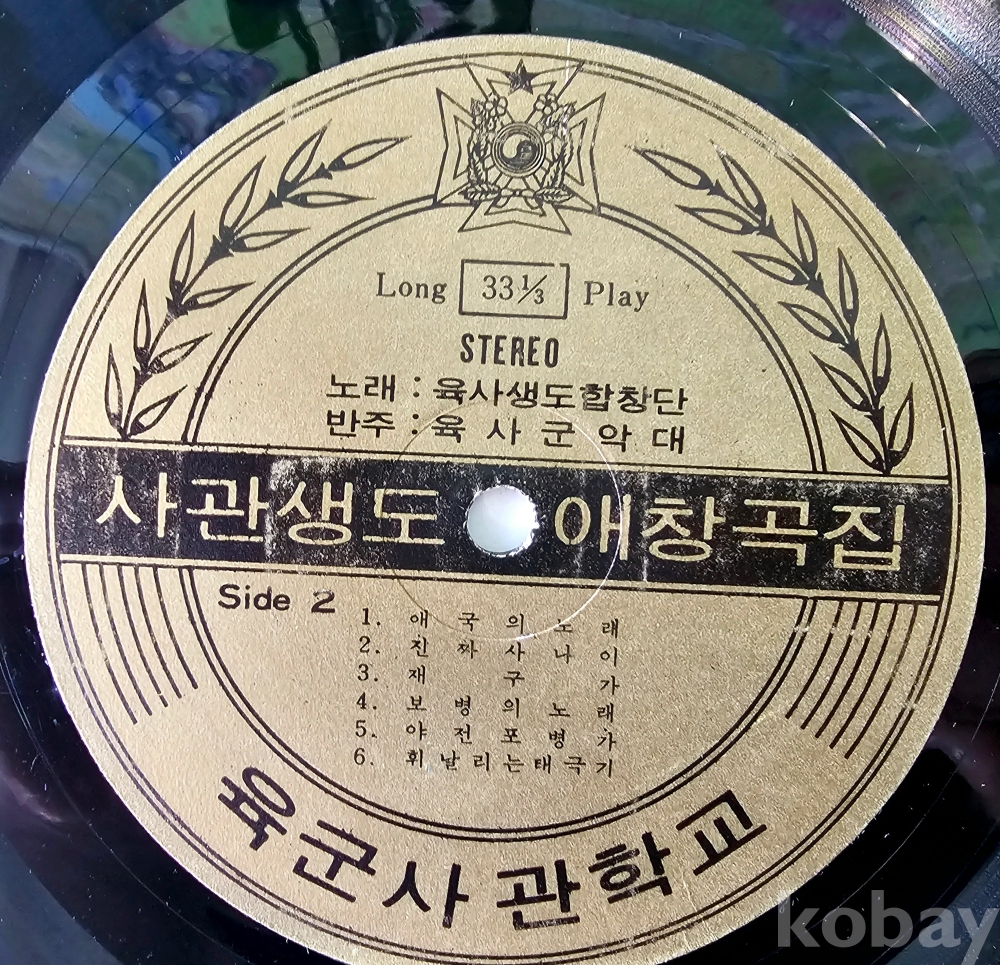 Long 33⅓ Play
STEREO
노래 : 육사생도합창단
반주 : 육사군악대
사관생도 애창곡집
Side 2
1. 애국의노래
2. 진짜사나이
3. 재구가
4. 보병의노래
5. 야전포병가
6. 휘날리는태극기
육군사관학교
kobay